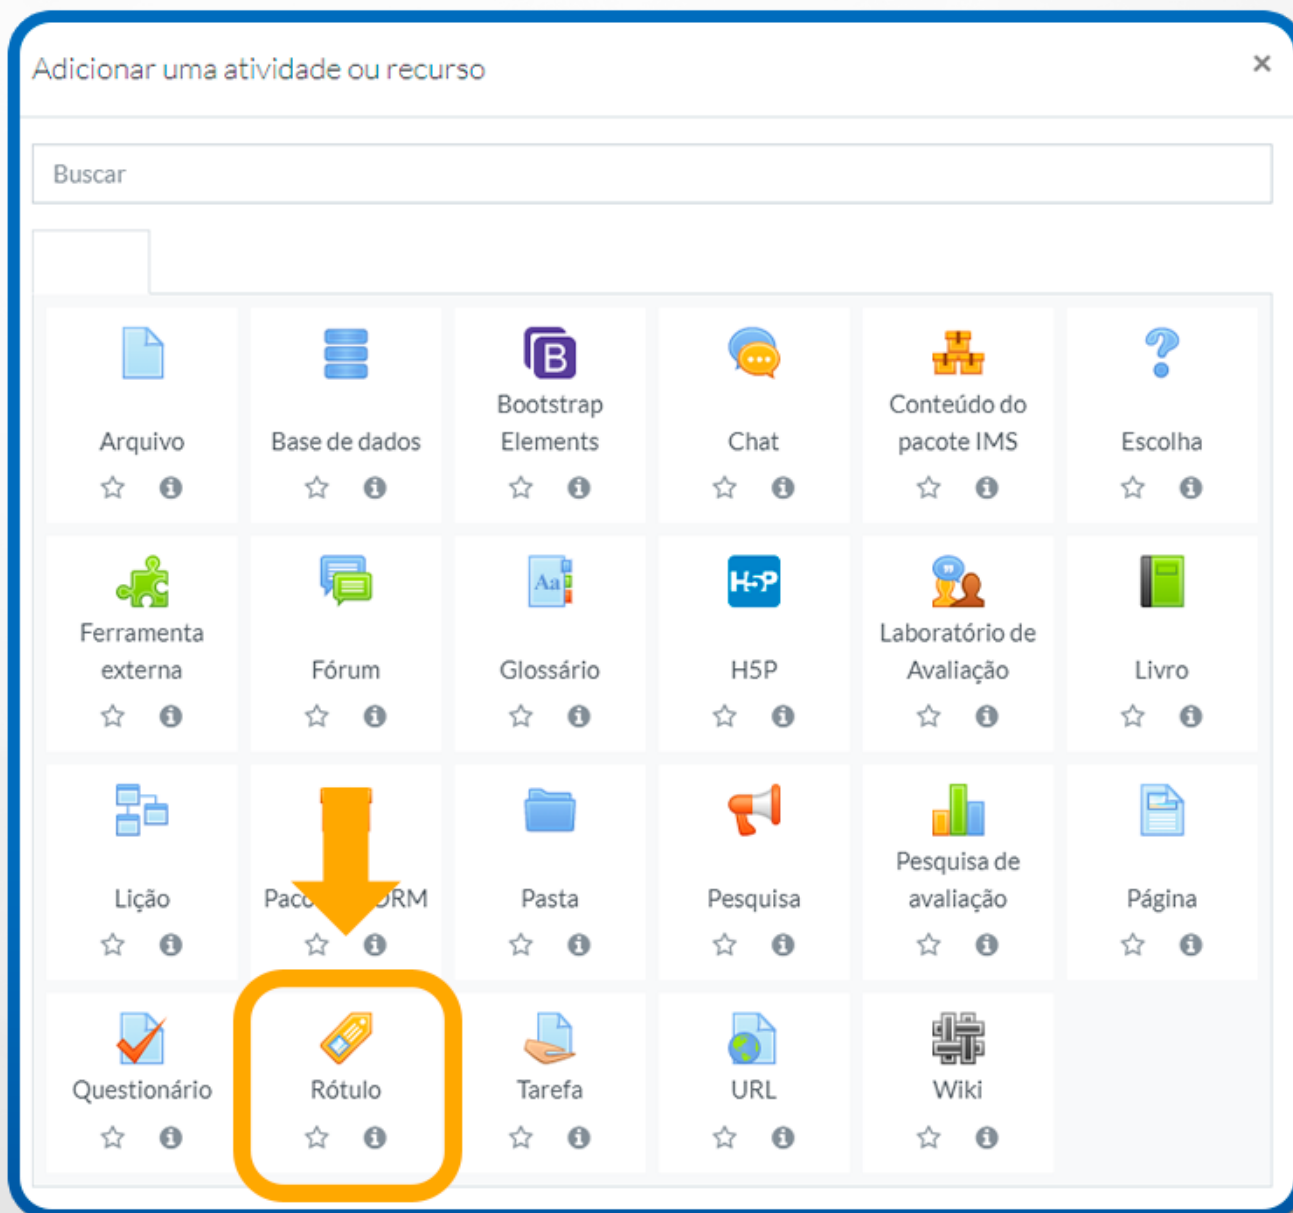 Adicionar uma atividade ou recurso
×
Buscar
B
Bootstrap
Conteúdo do
Arquivo
Base de dados
Elements
Chat
pacote IMS
Escolha
Aa
H5P
Ferramenta
Laboratório de
externa
Fórum
Glossário
H5P
Avaliação
Livro
Pesquisa de
Lição
Pasta
Pesquisa
avaliação
Página
Questionário
Rótulo
Tarefa
URL
Wiki